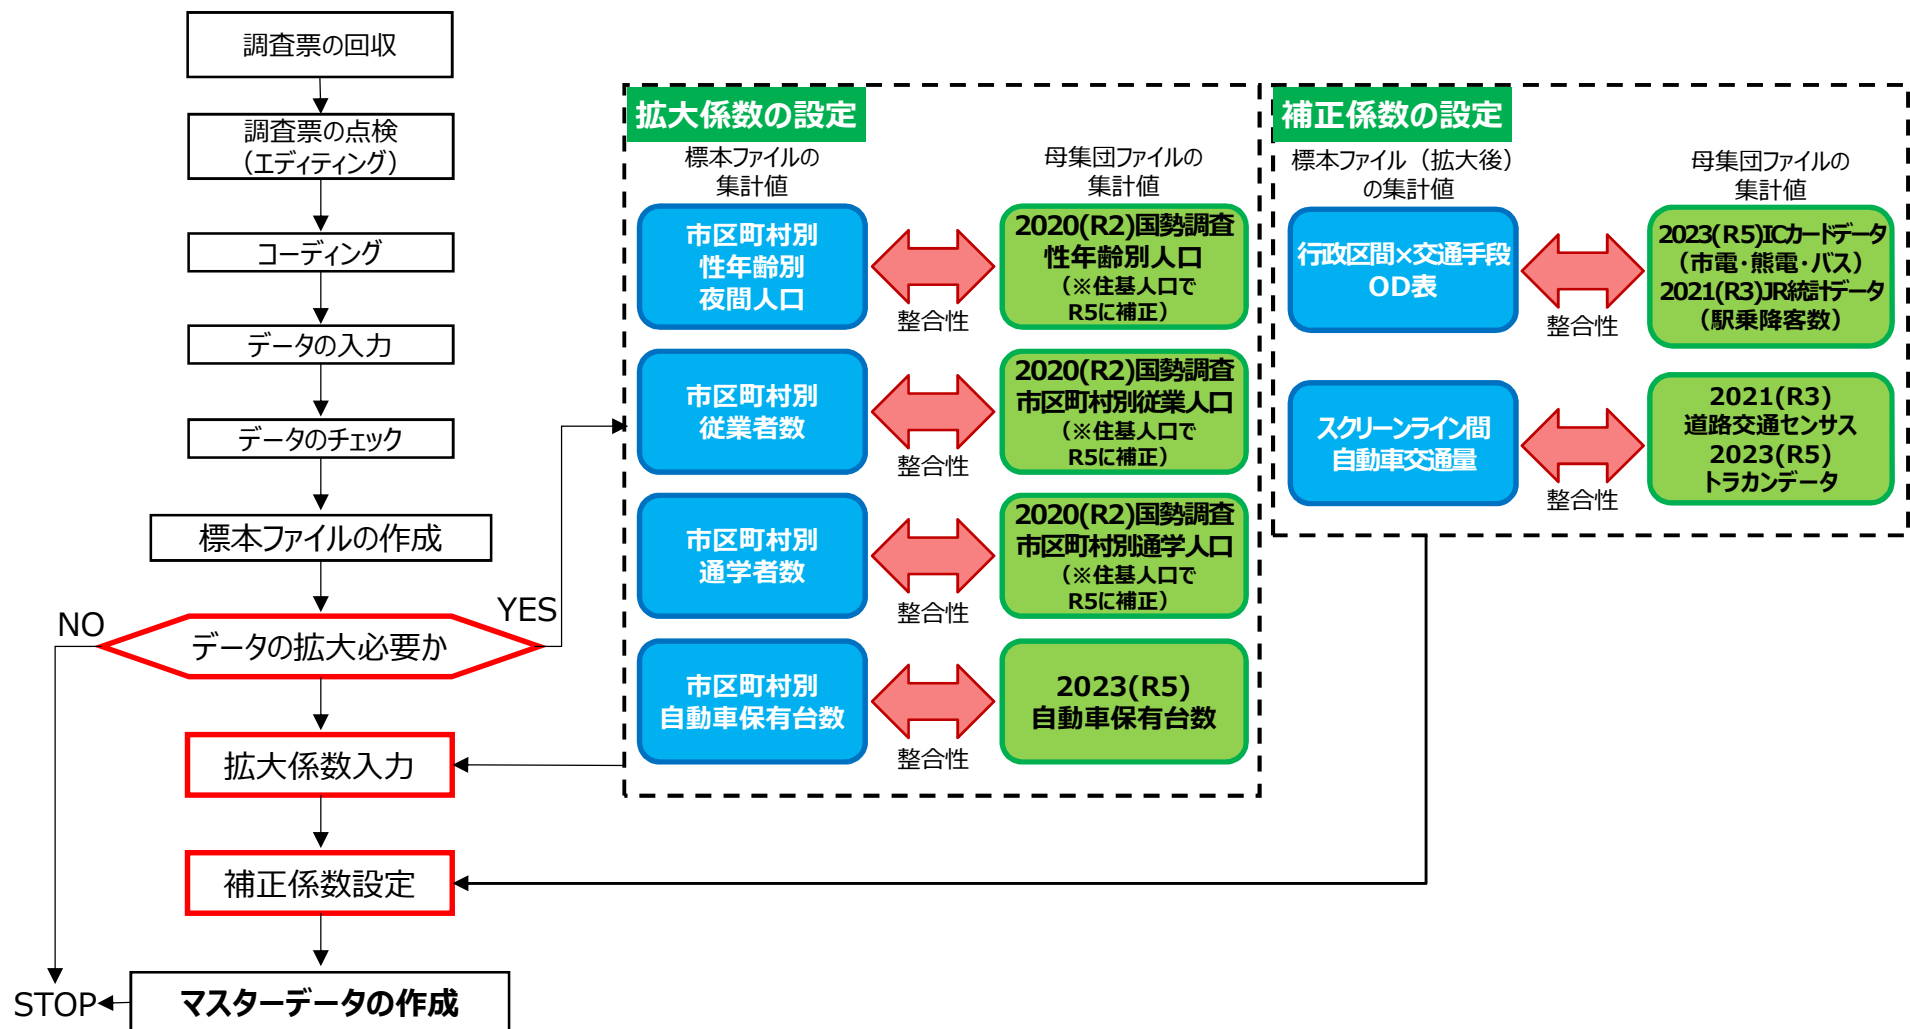 調査票の回収
調査票の点検
（エディティング）
コーディング
データの入力
データのチェック
標本ファイルの作成
NO
YES
データの拡大必要か
拡大係数入力
補正係数設定
STOP
マスターデータの作成
拡大係数の設定
標本ファイルの
集計値
母集団ファイルの
集計値
市区町村別
性年齢別
夜間人口
整合性
2020(R2)国勢調査
性年齢別人口
（※住基人口で
R5に補正）
市区町村別
従業者数
整合性
2020(R2)国勢調査
市区町村別従業人口
（※住基人口で
R5に補正）
市区町村別
通学者数
整合性
2020(R2)国勢調査
市区町村別通学人口
（※住基人口で
R5に補正）
市区町村別
自動車保有台数
整合性
2023(R5)
自動車保有台数
補正係数の設定
標本ファイル（拡大後）
の集計値
母集団ファイルの
集計値
行政区間×交通手段
OD表
整合性
2023(R5)ICカードデータ
（市電・熊電・バス）
2021(R3)JR統計データ
（駅乗降客数）
スクリーンライン間
自動車交通量
整合性
2021(R3)
道路交通センサス
2023(R5)
トラカンデータ